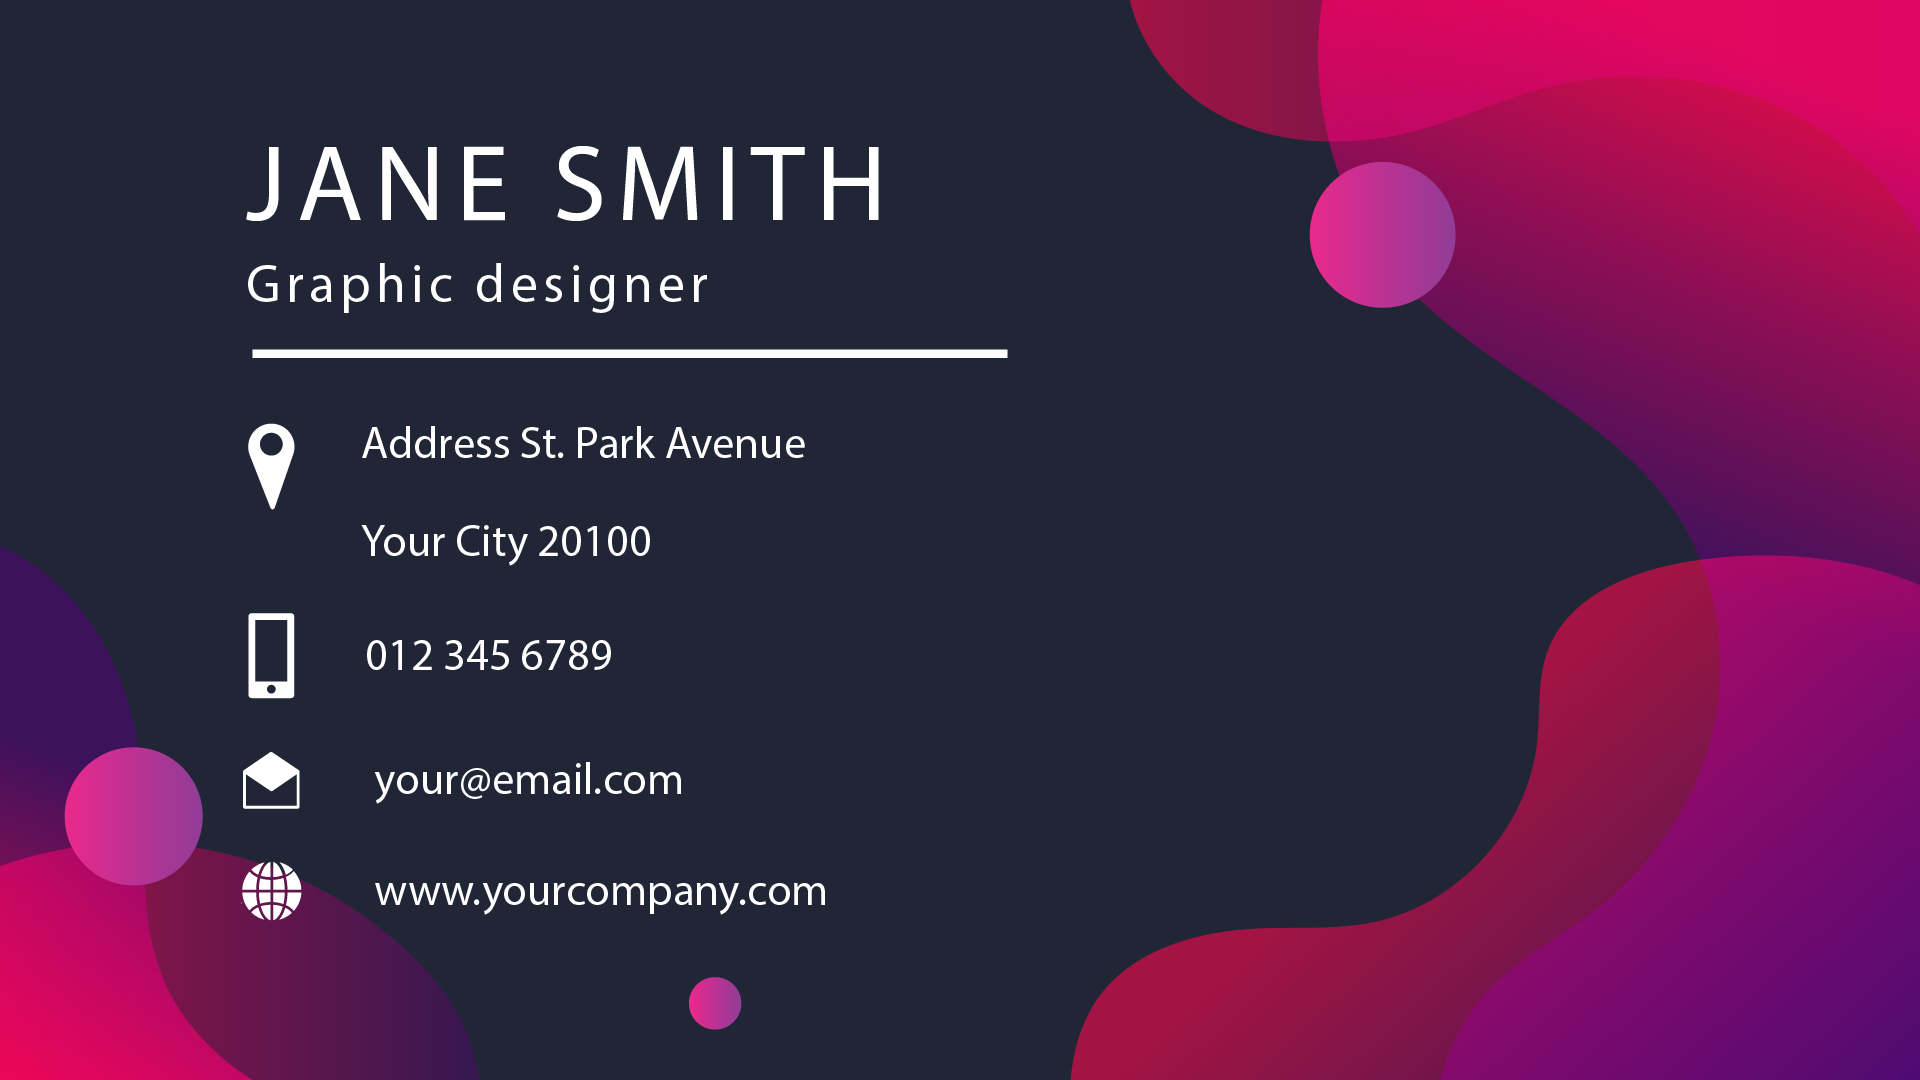 JANE SMITH
Graphic designer
Address St. Park Avenue
Your City 20100
012 345 6789
your@email.com
www.yourcompany.com